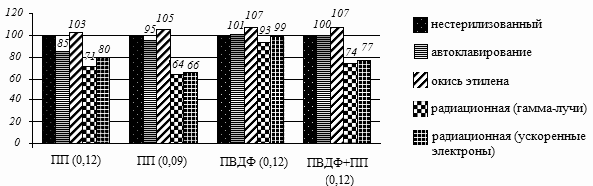 120
100
80
60
40
20
0
85
103
71
80
95
105
64
66
101
107
93
99
100
107
74
77
ПП (0,12)
ПП (0,09)
ПВДФ (0,12)
ПВДФ+ПП
(0,12)
нестерилизованный
автоклавирование
окись этилена
радиационная (гамма-лучи)
радиационная (ускоренные
электроны)